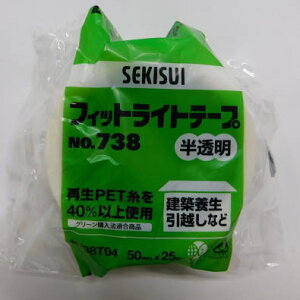 SEKISUI
フィットライトテープ
No.738
半透明
再生PET糸を
40%以上使用
グリーン購入法適合商品
建築養生
引越しなど
738T04
50mm×25m